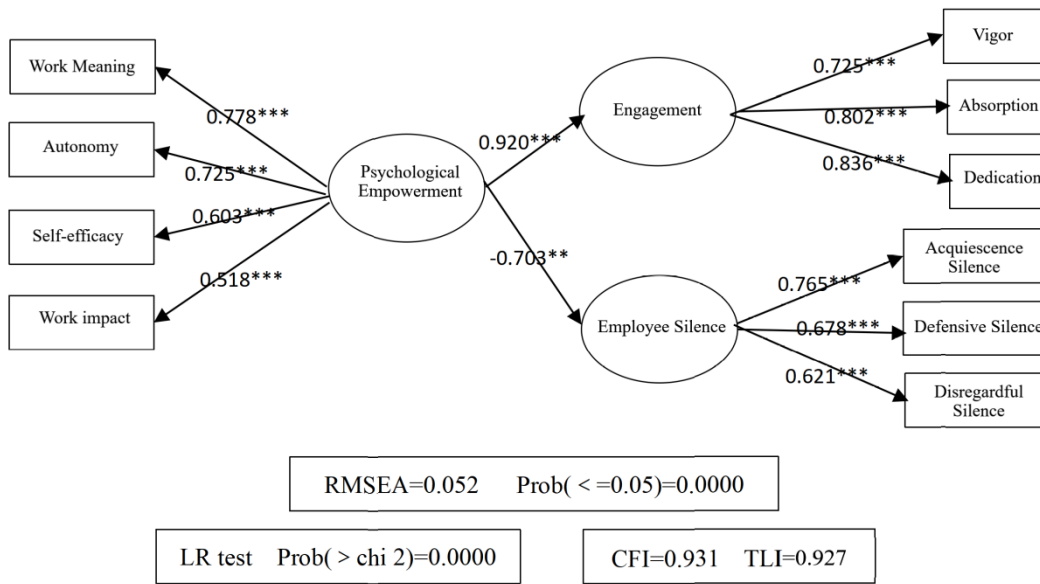 Work Meaning
Autonomy
Self-efficacy
Work impact
0.778***
0.725***
0.603***
0.518***
Psychological
Empowerment
0.920***
-0.703**
Engagement
Employee Silence
0.725***
0.802***
0.836***
0.765***
0.678***
0.621***
Vigor
Absorption
Dedication
Acquiescence
Silence
Defensive Silence
Disregardful
Silence
RMSEA=0.052 Prob( < =0.05)=0.0000
LR test Prob( > chi 2)=0.0000
CFI=0.931 TLI=0.927